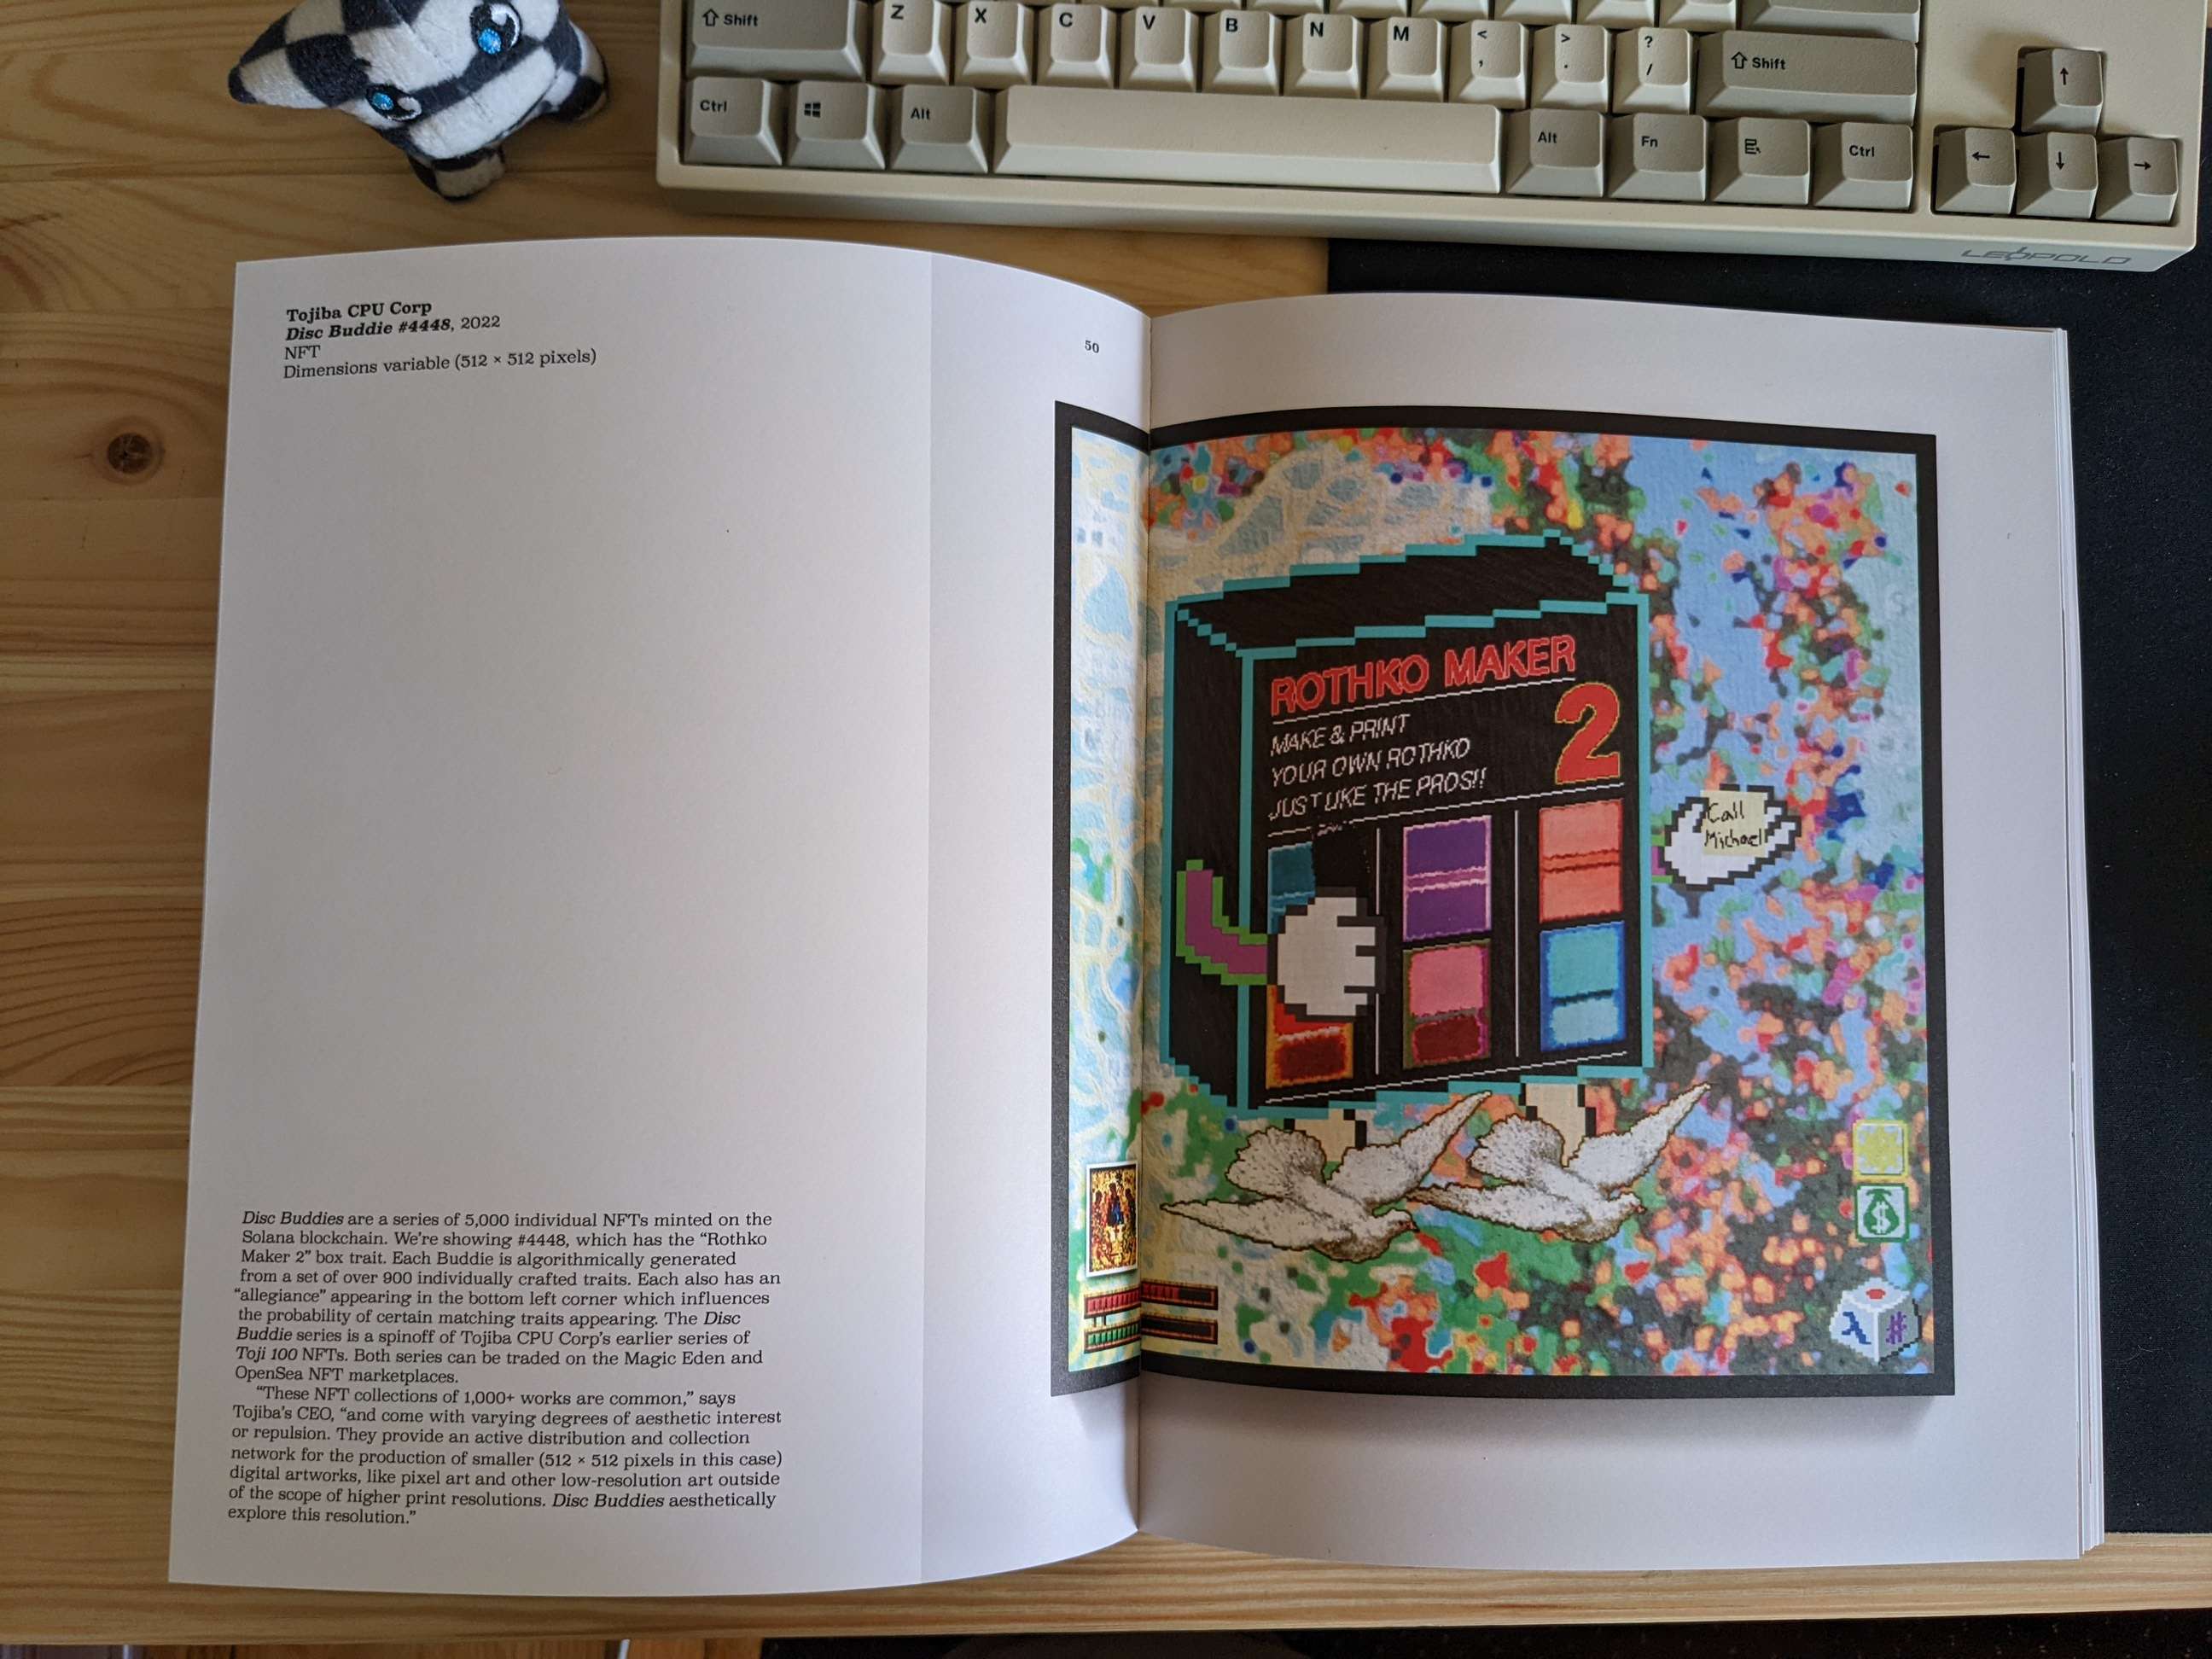 ⇧ Shift
Z
X
C
V
B
N
M
<
,
>
.
?
/
⇧ Shift
↑
Ctrl
Alt
Alt
Fn
Ctrl
←
↓
→
LEOPOLD
Tojiba CPU Corp
Disc Buddie #4448, 2022
NFT
Dimensions variable (512 × 512 pixels)
50
Disc Buddies are a series of 5,000 individual NFTs minted on the
Solana blockchain. We're showing #4448, which has the “Rothko
Maker 2” box trait. Each Buddie is algorithmically generated
from a set of over 900 individually crafted traits. Each also has an
“allegiance” appearing in the bottom left corner which influences
the probability of certain matching traits appearing. The Disc
Buddie series is a spinoff of Tojiba CPU Corp's earlier series of
Toji 100 NFTs. Both series can be traded on the Magic Eden and
OpenSea NFT marketplaces.
“These NFT collections of 1,000+ works are common,” says
Tojiba's CEO, “and come with varying degrees of aesthetic interest
or repulsion. They provide an active distribution and collection
network for the production of smaller (512 × 512 pixels in this case)
digital artworks, like pixel art and other low-resolution art outside
of the scope of higher print resolutions. Disc Buddies aesthetically
explore this resolution.”
ROTHKO MAKER
2
MAKE & PRINT
YOUR OWN ROTHKO
JUST LIKE THE PROS!!
Call
Michael
$
λ #